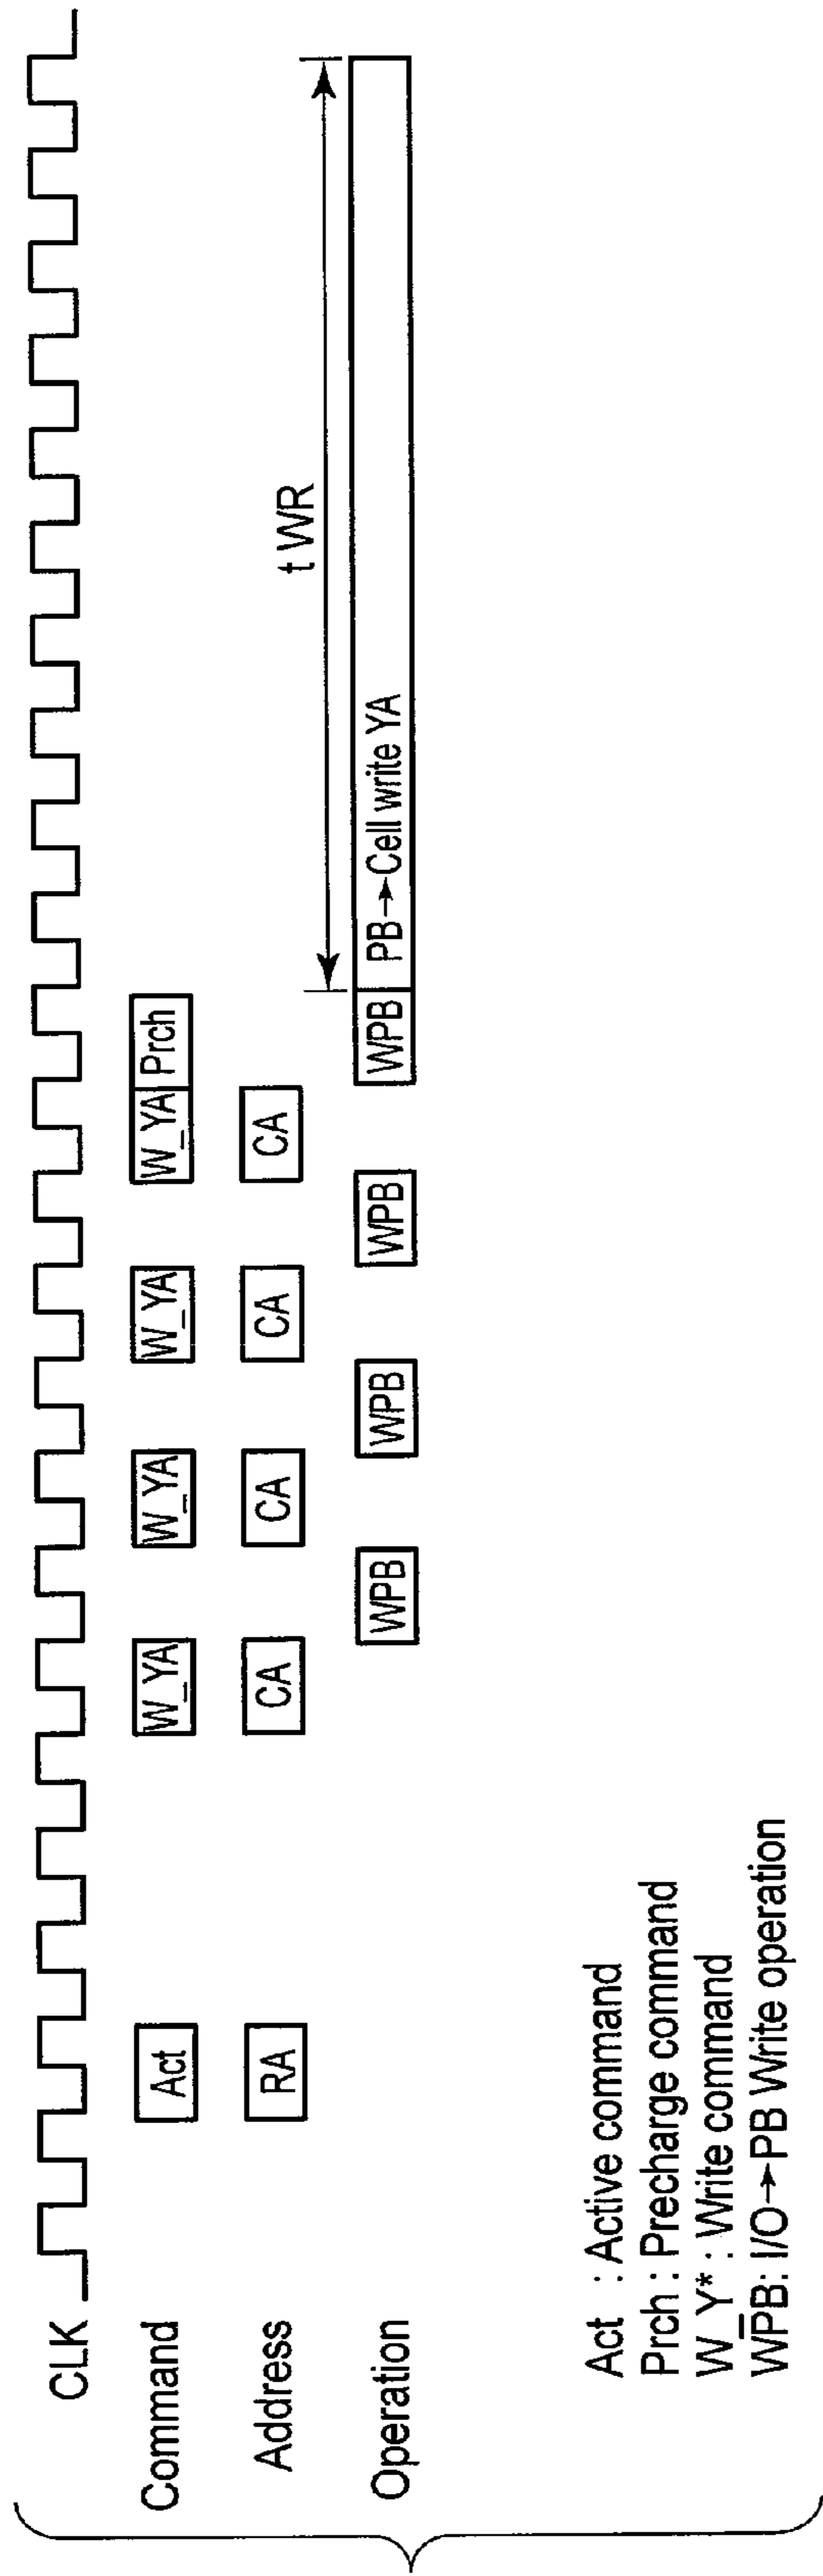 CLK
Command Act W_YA W_YA W_YA W_YA Prch
Address RA CA CA CA CA
t WR
Operation WPB WPB WPB WPB PB→Cell write YA
Act : Active command
Prch : Precharge command
W_Y* : Write command
WPB: I/O→PB Write operation